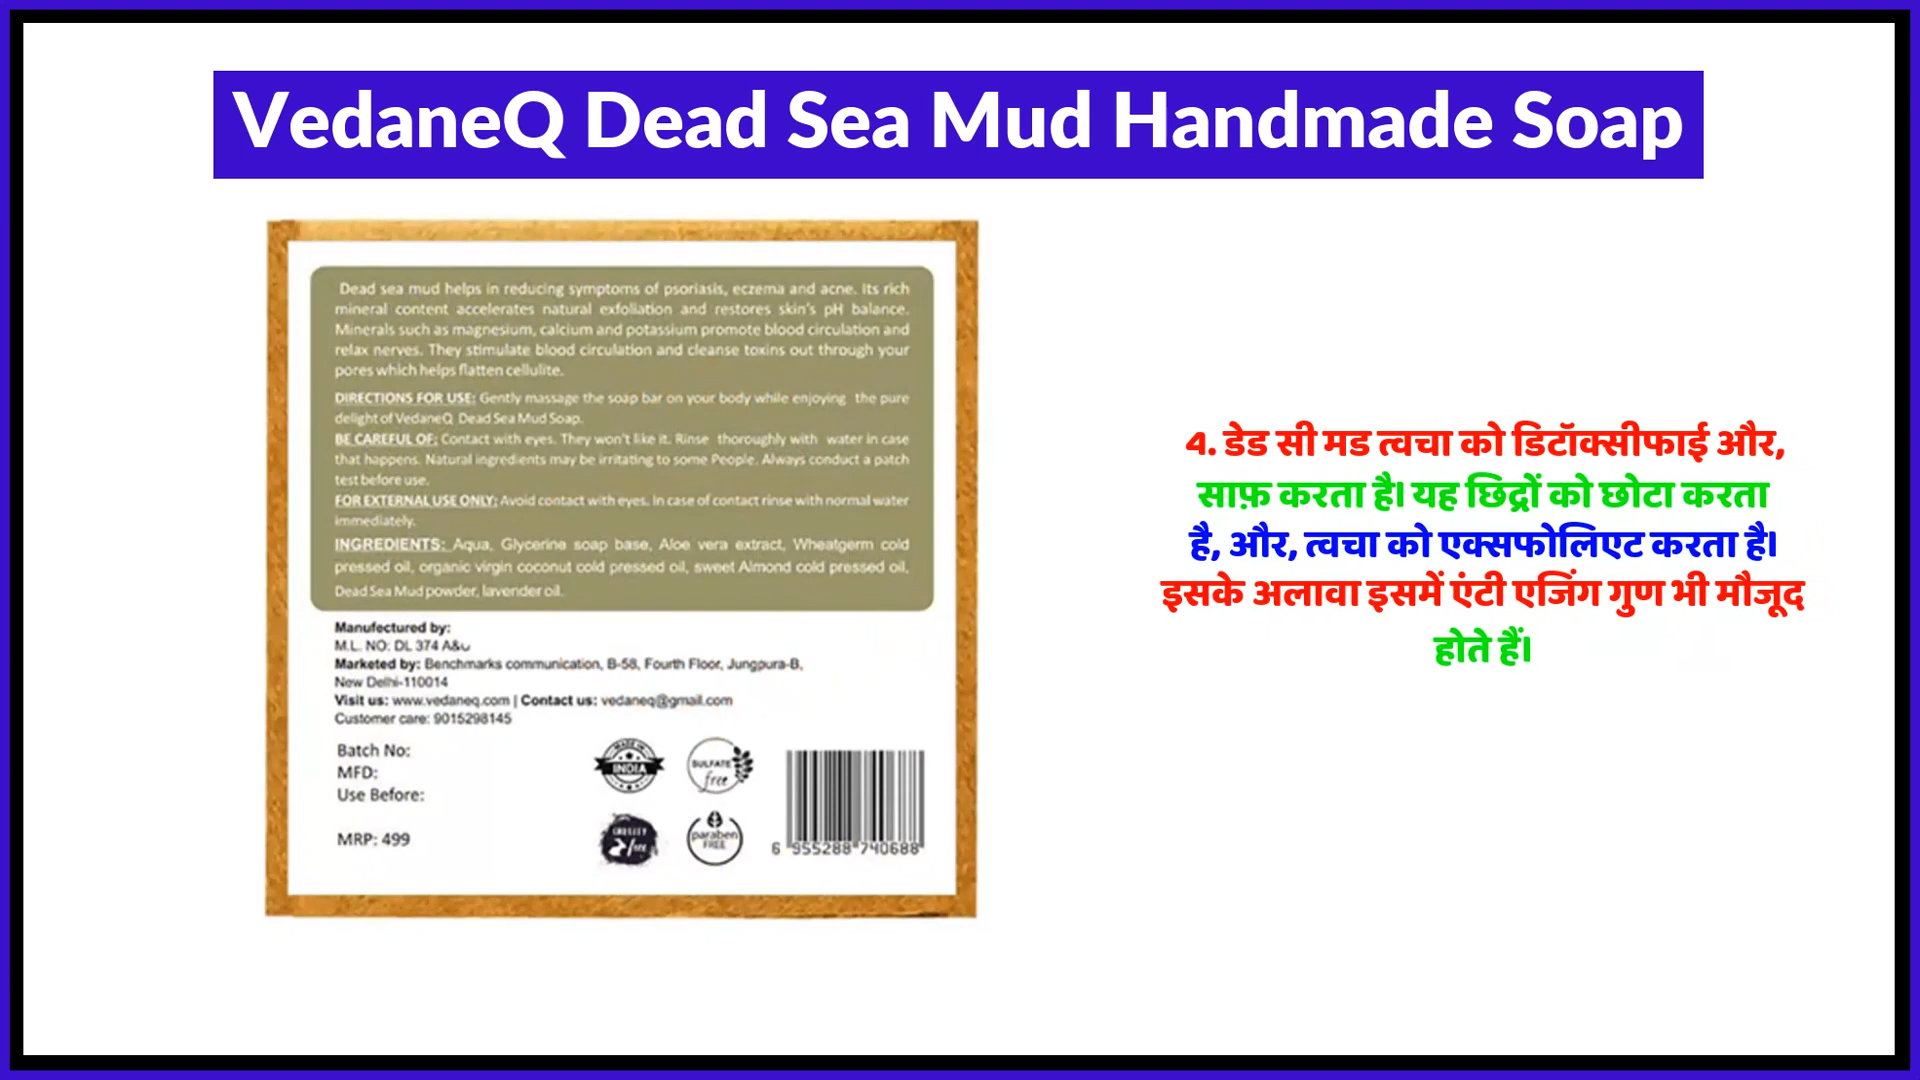 VedaneQ Dead Sea Mud Handmade Soap
Dead sea mud helps in reducing symptoms of psoriasis, eczema and acne. Its rich
mineral content accelerates natural exfoliation and restores skin's pH balance.
Minerals such as magnesium, calcium and potassium promote blood circulation and
relax nerves. They stimulate blood circulation and cleanse toxins out through your
pores which helps flatten cellulite.
DIRECTIONS FOR USE: Gently massage the soap bar on your body while enjoying the pure
delight of VedaneQ Dead Sea Mud Soap.
BE CAREFUL OF: Contact with eyes. They won't like it. Rinse thoroughly with water in case
that happens. Natural ingredients may be irritating to some People. Always conduct a patch
test before use.
FOR EXTERNAL USE ONLY: Avoid contact with eyes. In case of contact rinse with normal water
immediately.
INGREDIENTS: Aqua, Glycerine soap base, Aloe vera extract, Wheatgerm cold
pressed oil, organic virgin coconut cold pressed oil, sweet Almond cold pressed oil,
Dead Sea Mud powder, lavender oil.
Manufactured by:
M.L. NO: DL 374 
Marketed by: Benchmarks communication, B-58, Fourth Floor, Jungpura-B,
New Delhi-110014
Visit us: www.vedaneq.com | Contact us: vedaneq@gmail.com
Customer care: 9015298145
Batch No:
MFD:
Use Before:
MRP: 499
MADE IN
INDIA
SULFATE
free
CRUELTY
paraben
FREE
6 955288 740688
4. डेड सी मड त्वचा को डिटॉक्सीफाई और,
साफ़ करता है। यह छिद्रों को छोटा करता
है, और, त्वचा को एक्सफोलिएट करता है।
इसके अलावा इसमें एंटी एजिंग गुण भी मौजूद
होते हैं।